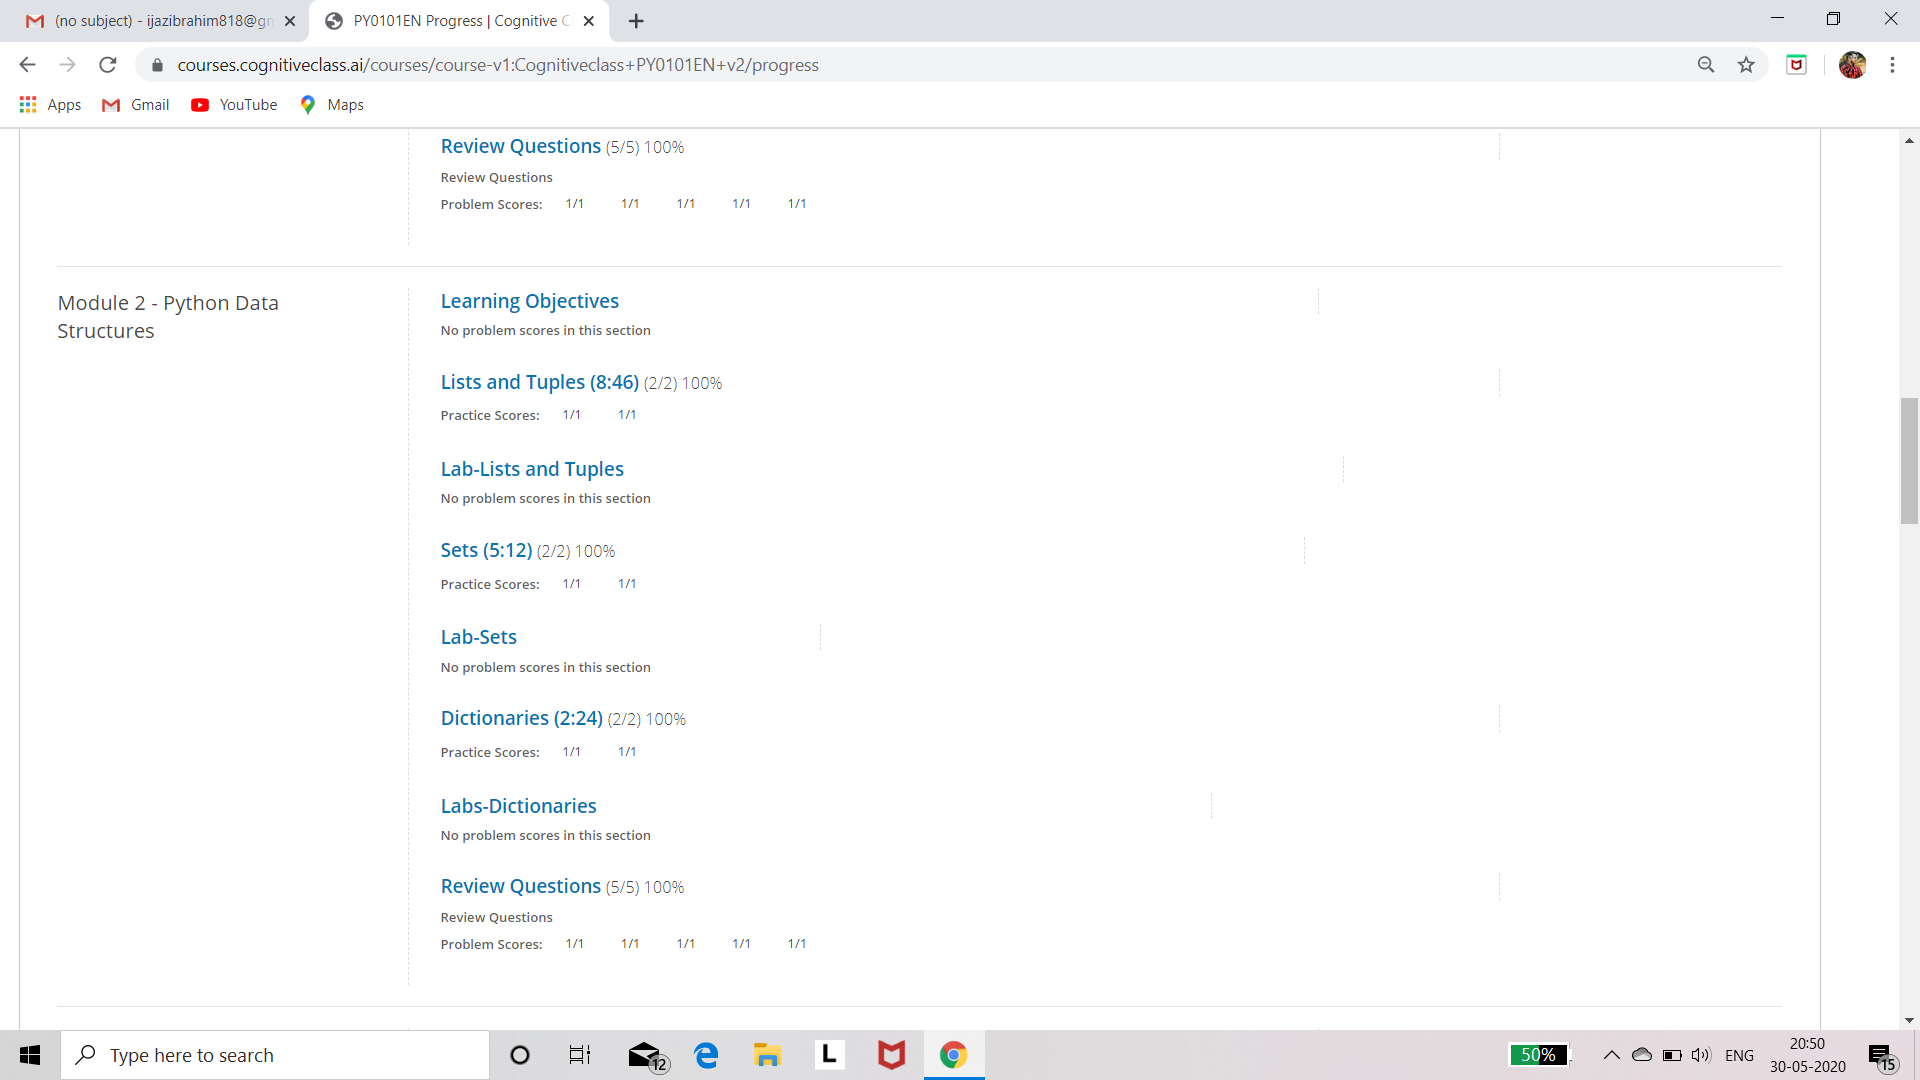 (no subject) - ijazibrahim818@g
PY0101EN Progress | Cognitive C
courses.cognitiveclass.ai/courses/course-v1:Cognitiveclass+PY0101EN+v2/progress
Apps Gmail YouTube Maps
Review Questions (5/5) 100%
Review Questions
Problem Scores: 1/1 1/1 1/1 1/1 1/1
Module 2 - Python Data
Structures
Learning Objectives
No problem scores in this section
Lists and Tuples (8:46) (2/2) 100%
Practice Scores: 1/1 1/1
Lab-Lists and Tuples
No problem scores in this section
Sets (5:12) (2/2) 100%
Practice Scores: 1/1 1/1
Lab-Sets
No problem scores in this section
Dictionaries (2:24) (2/2) 100%
Practice Scores: 1/1 1/1
Labs-Dictionaries
No problem scores in this section
Review Questions (5/5) 100%
Review Questions
Problem Scores: 1/1 1/1 1/1 1/1 1/1
Type here to search
12
L
50%
ENG
20:50
30-05-2020
15